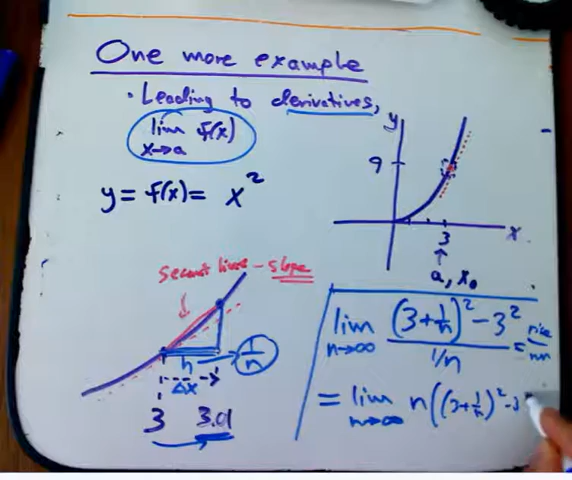 One more example
• Leading to derivatives,
lim f(x)
x→a
y = f(x) = x²
y
9
3
x
a, x₀
secant line - slope
h → 1/n
Δx
3 3.01
lim (3+1/n)² - 3²
n→∞ 1/n
= rise
run
= lim n((3+1/n)² - 3
n→∞